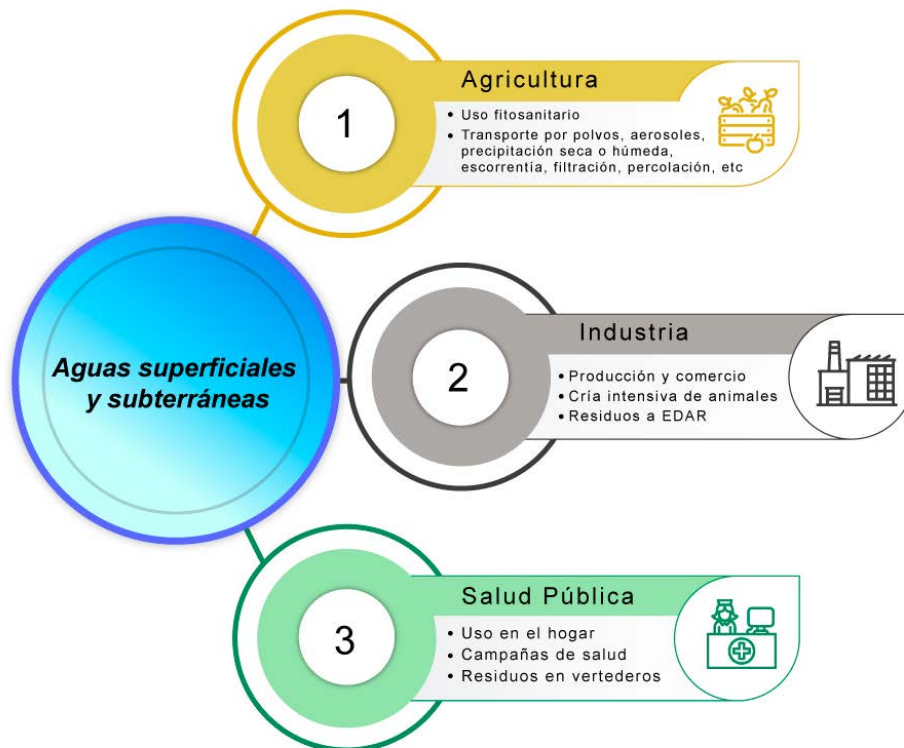 1
Agricultura
• Uso fitosanitario
• Transporte por polvos, aerosoles,
precipitación seca o húmeda,
escorrentía, filtración, percolación, etc
Aguas superficiales
y subterráneas
2
Industria
• Producción y comercio
• Cría intensiva de animales
• Residuos a EDAR
3
Salud Pública
• Uso en el hogar
• Campañas de salud
• Residuos en vertederos